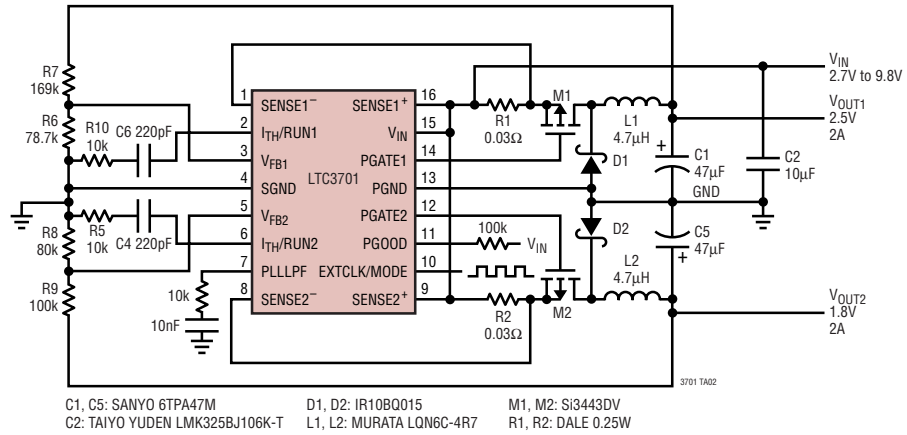 R7
169k
R6
78.7k
R10
10k
C6 220pF
R5
10k
C4 220pF
R8
80k
R9
100k
10k
10nF
1
2
3
4
5
6
7
8
SENSE1–
ITH/RUN1
VFB1
SGND
VFB2
ITH/RUN2
PLLLPF
SENSE2–
LTC3701
SENSE1+
VIN
PGATE1
PGND
PGATE2
PGOOD
EXTCLK/MODE
SENSE2+
16
15
14
13
12
11
10
9
R1
0.03Ω
M1
L1
4.7µH
D1
+
C1
47µF
C2
10µF
GND
100k
VIN
D2
C5
47µF
+
L2
4.7µH
R2
0.03Ω
M2
VIN
2.7V to 9.8V
VOUT1
2.5V
2A
VOUT2
1.8V
2A
3701 TA02
C1, C5: SANYO 6TPA47M
C2: TAIYO YUDEN LMK325BJ106K-T
D1, D2: IR10BQ015
L1, L2: MURATA LQN6C-4R7
M1, M2: Si3443DV
R1, R2: DALE 0.25W